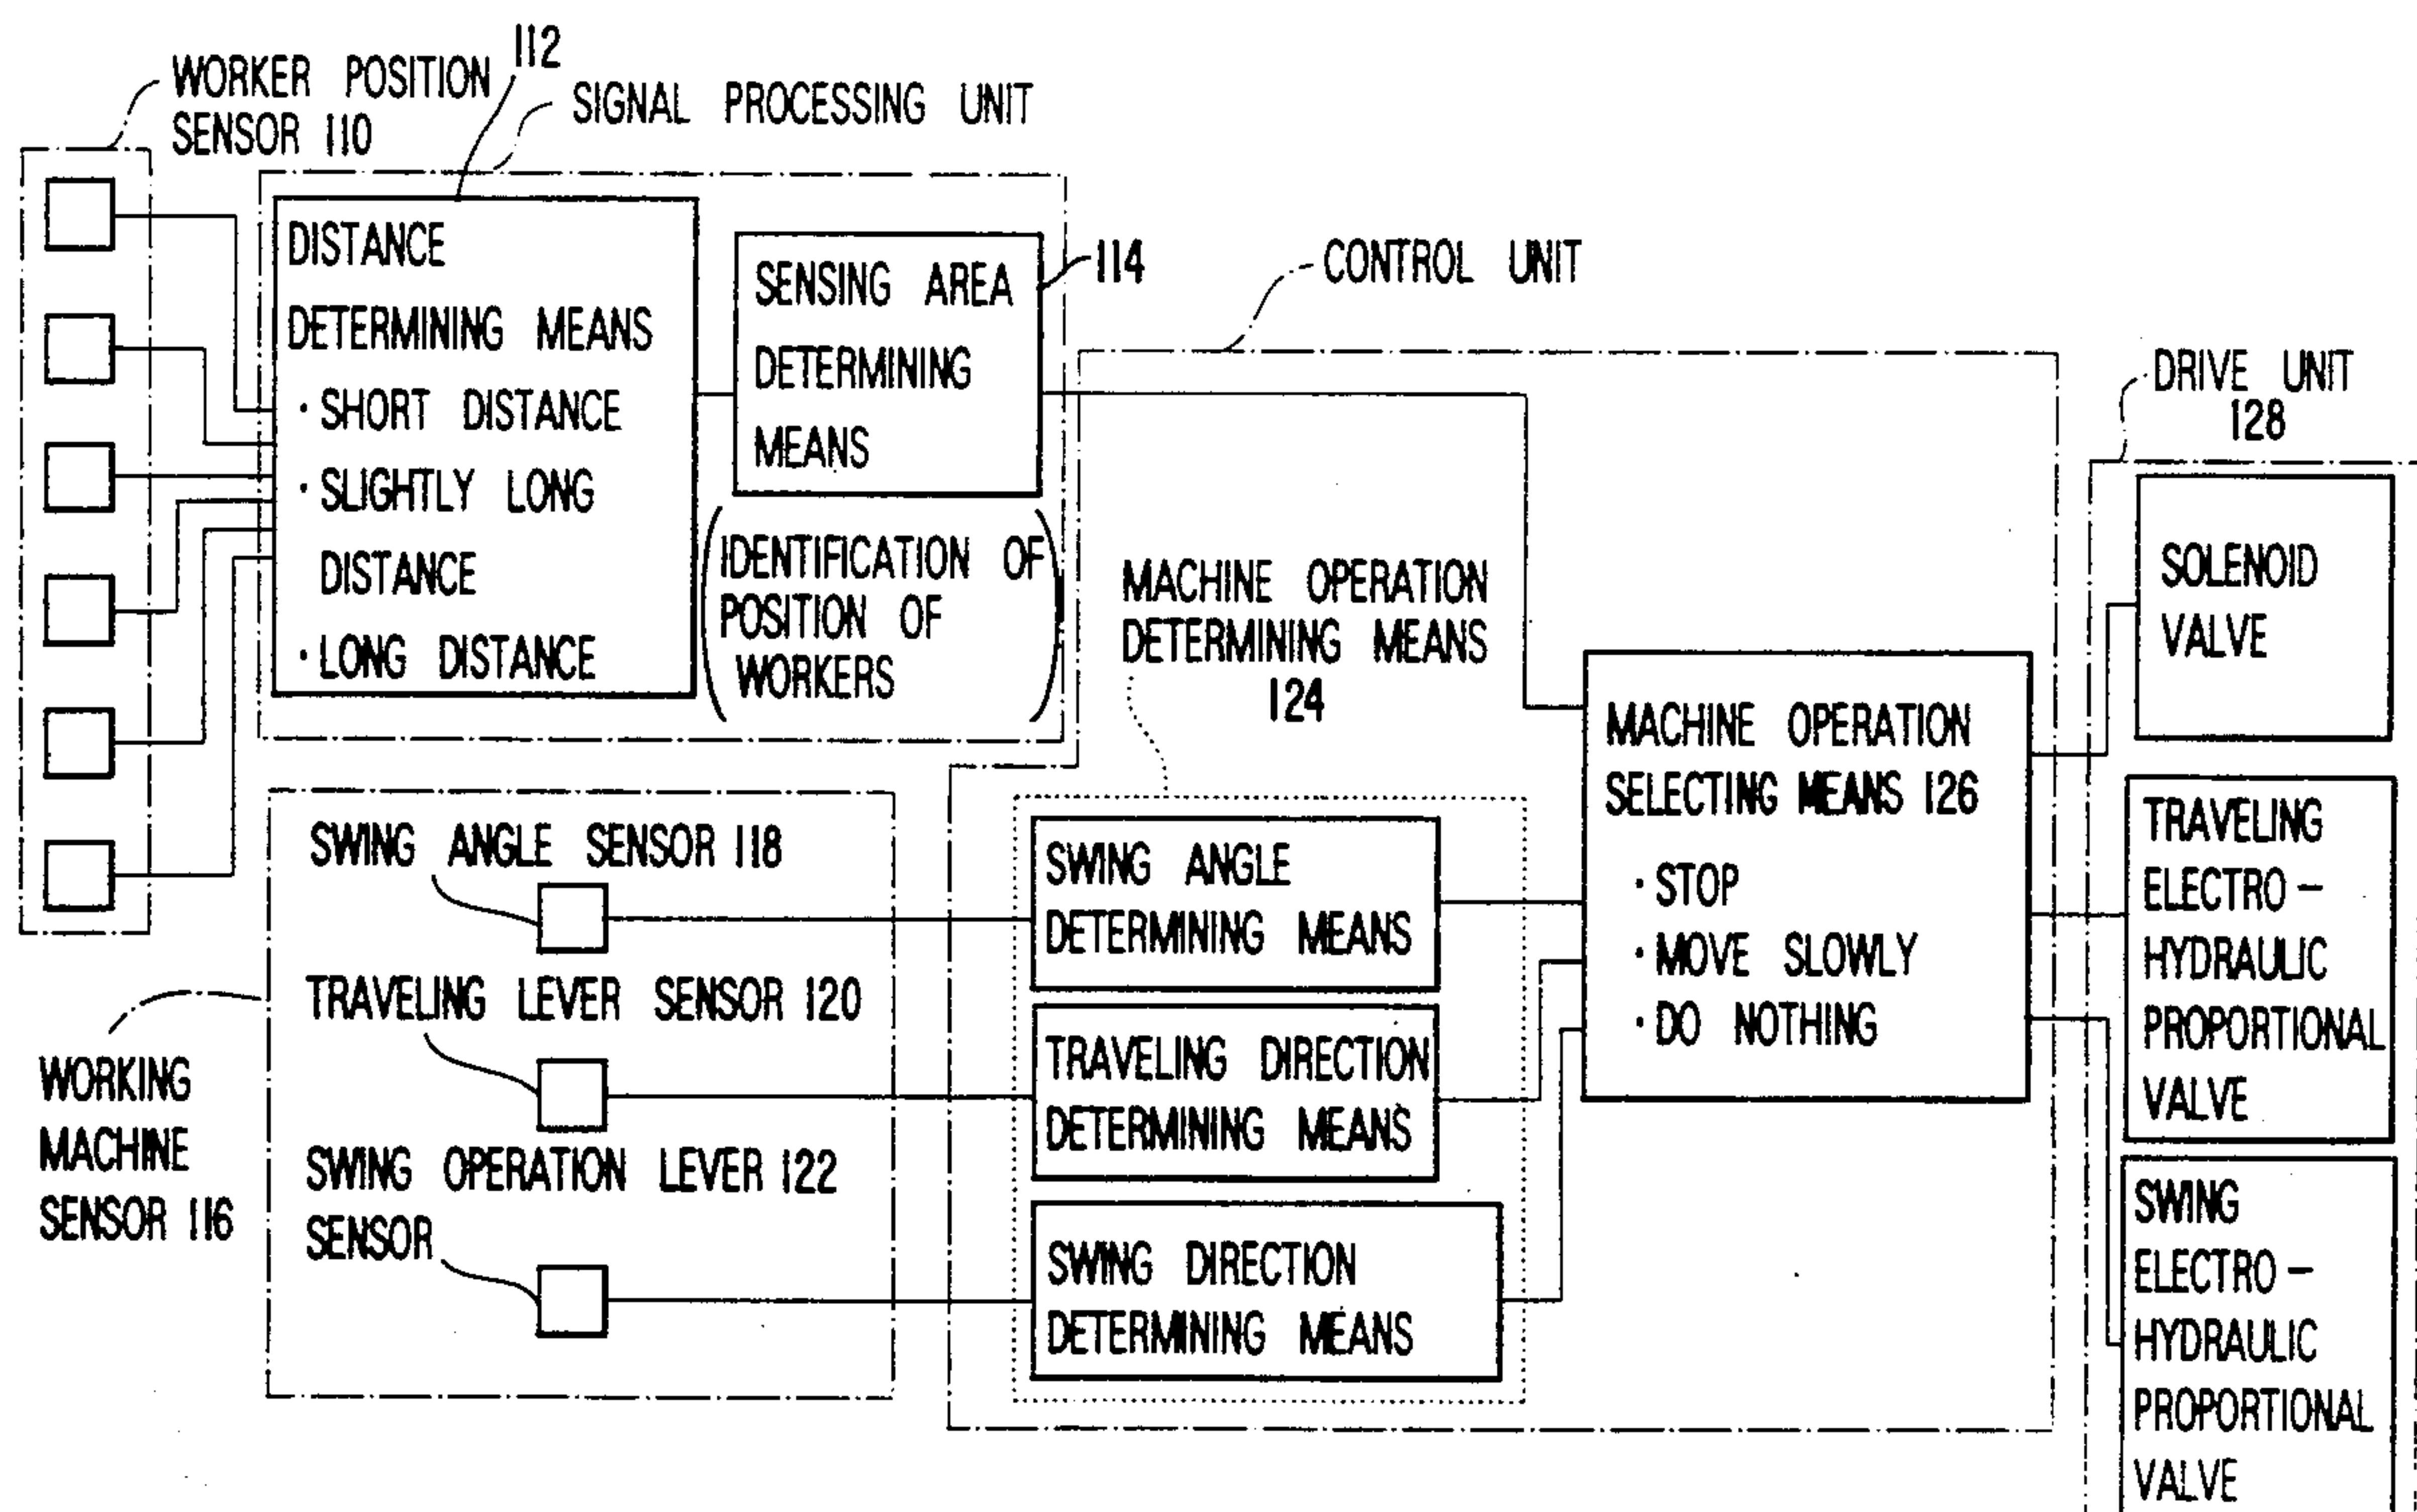 WORKER POSITION
SENSOR 110
112
SIGNAL PROCESSING UNIT
DISTANCE
DETERMINING MEANS
· SHORT DISTANCE
· SLIGHTLY LONG
DISTANCE
· LONG DISTANCE
SENSING AREA
DETERMINING
MEANS
114
(IDENTIFICATION OF
POSITION OF
WORKERS)
CONTROL UNIT
MACHINE OPERATION
DETERMINING MEANS
124
DRIVE UNIT
128
SOLENOID
VALVE
MACHINE OPERATION
SELECTING MEANS 126
· STOP
· MOVE SLOWLY
· DO NOTHING
TRAVELING
ELECTRO-
HYDRAULIC
PROPORTIONAL
VALVE
SWING
ELECTRO-
HYDRAULIC
PROPORTIONAL
VALVE
SWING ANGLE SENSOR 118
TRAVELING LEVER SENSOR 120
SWING OPERATION LEVER 122
SENSOR
WORKING
MACHINE
SENSOR 116
SWING ANGLE
DETERMINING MEANS
TRAVELING DIRECTION
DETERMINING MEANS
SWING DIRECTION
DETERMINING MEANS